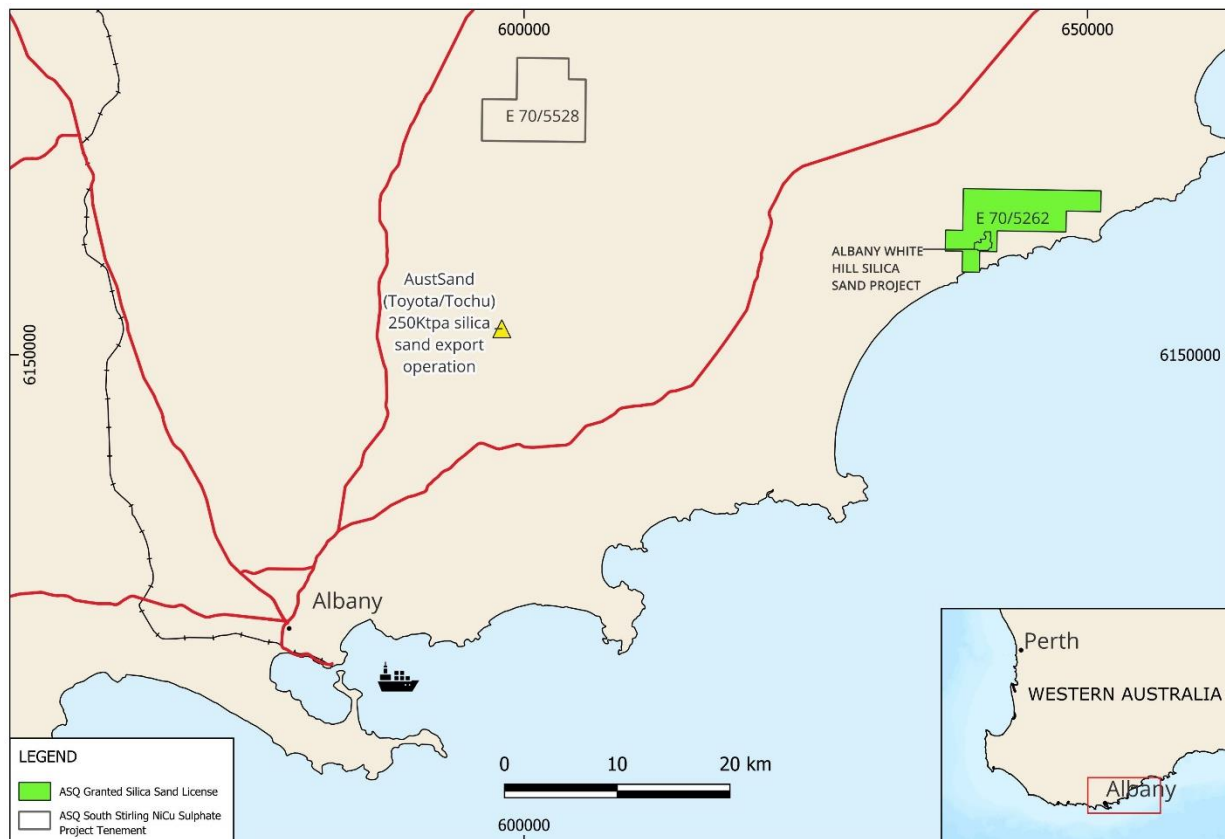 600000
650000
E 70/5528
E 70/5262
ALBANY WHITE
HILL SILICA
SAND PROJECT
AustSand
(Toyota/Tochu)
250Ktpa silica
sand export
operation
6150000
6150000
Albany
Perth
WESTERN AUSTRALIA
Albany
LEGEND
ASQ Granted Silica Sand License
ASQ South Stirling NiCu Sulphate
Project Tenement
0 10 20 km
600000